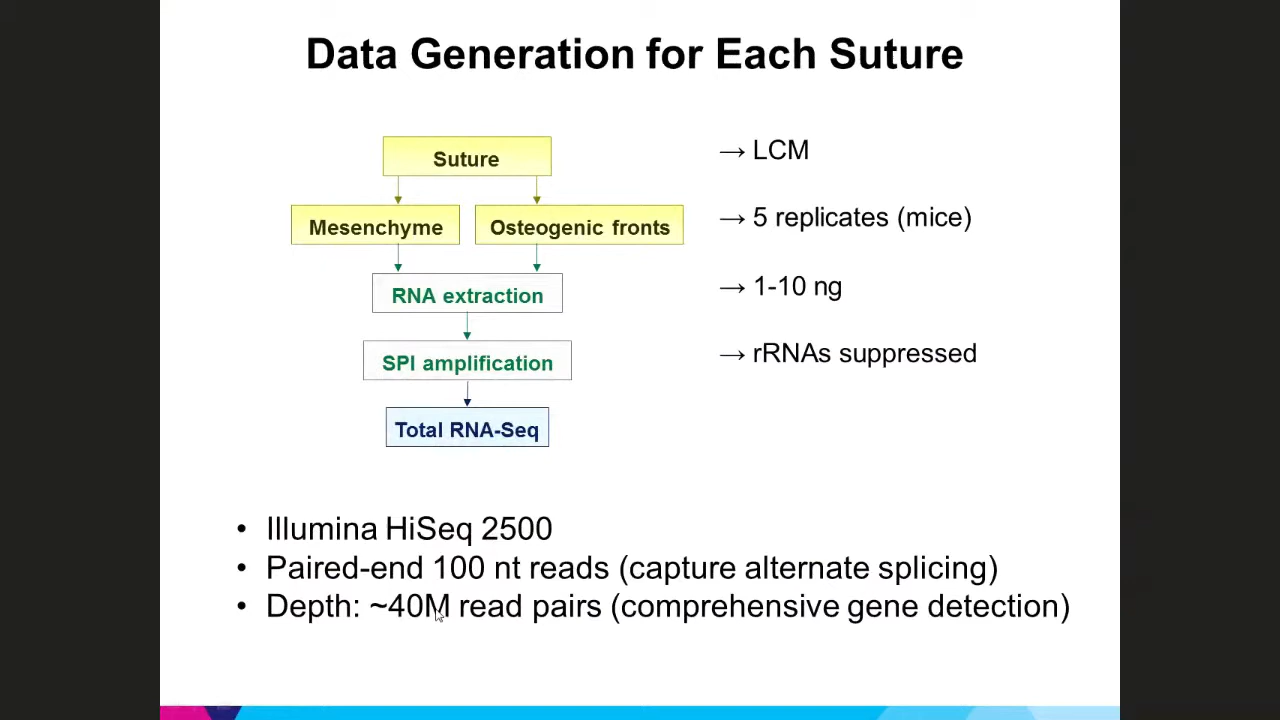 Data Generation for Each Suture
Suture
→ LCM
Mesenchyme
Osteogenic fronts
→ 5 replicates (mice)
RNA extraction
→ 1-10 ng
SPI amplification
→ rRNAs suppressed
Total RNA-Seq
• Illumina HiSeq 2500
• Paired-end 100 nt reads (capture alternate splicing)
• Depth: ~40M read pairs (comprehensive gene detection)